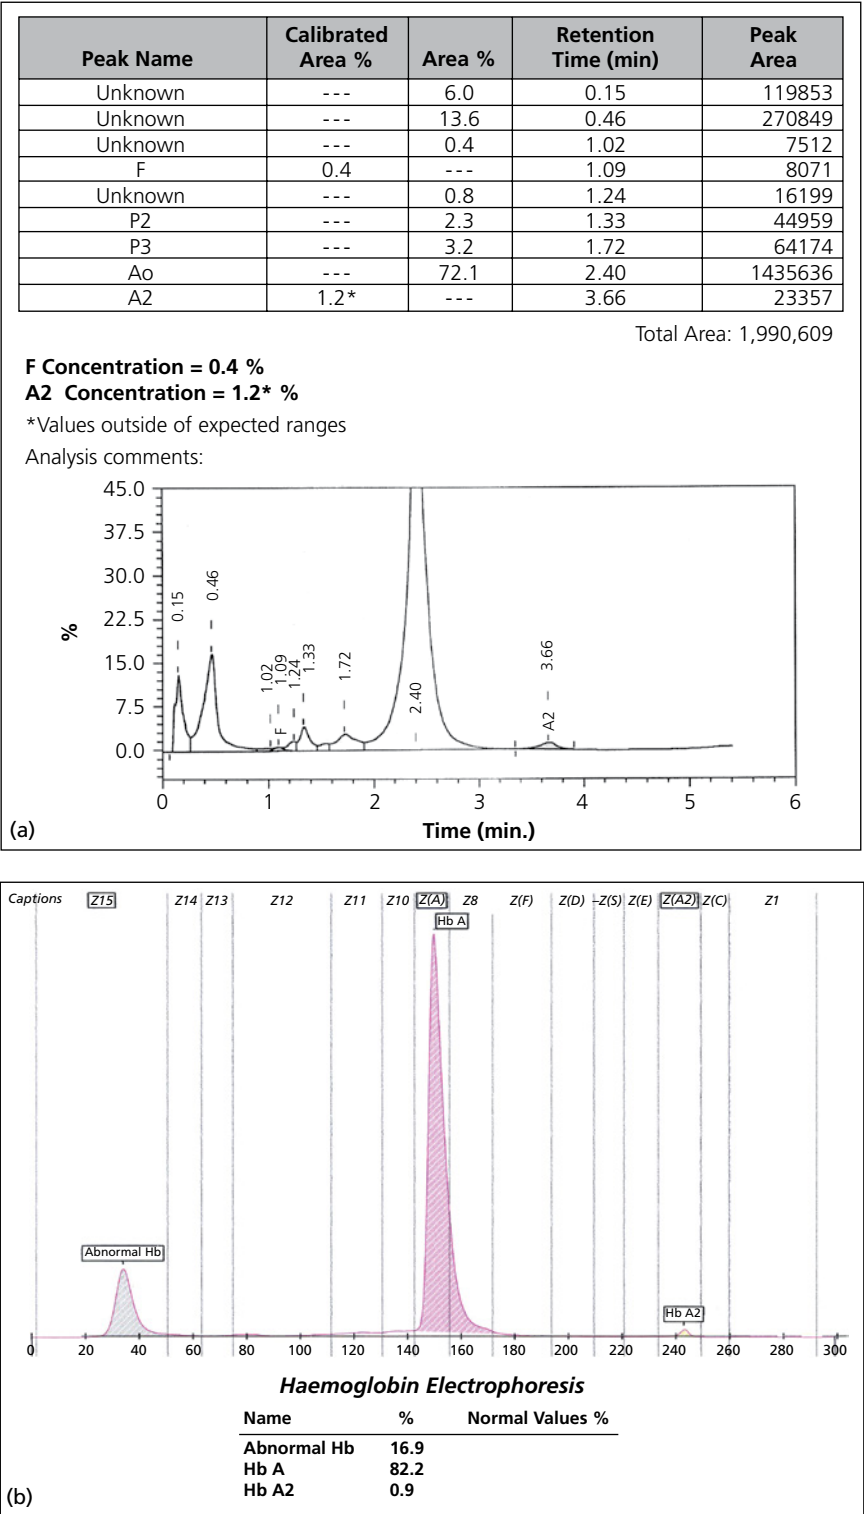 Peak Name Calibrated Area % Area % Retention Time (min) Peak Area
Unknown - - - 6.0 0.15 119853
Unknown - - - 13.6 0.46 270849
Unknown - - - 0.4 1.02 7512
F 0.4 - - - 1.09 8071
Unknown - - - 0.8 1.24 16199
P2 - - - 2.3 1.33 44959
P3 - - - 3.2 1.72 64174
Ao - - - 72.1 2.40 1435636
A2 1.2* - - - 3.66 23357
Total Area: 1,990,609
F Concentration = 0.4 %
A2 Concentration = 1.2* %
*Values outside of expected ranges
Analysis comments:
45.0
37.5
30.0
22.5
15.0
7.5
0.0
%
0.15
0.46
1.02
1.09
F
1.24
1.33
1.72
2.40
3.66
A2
0 1 2 3 4 5 6
Time (min.)
(a)
Captions Z15 Z14 Z13 Z12 Z11 Z10 Z(A) Z8 Z(F) Z(D) –Z(S) Z(E) Z(A2) Z(C) Z1
Hb A
Abnormal Hb
Hb A2
0 20 40 60 80 100 120 140 160 180 200 220 240 260 280 300
Haemoglobin Electrophoresis
Name % Normal Values %
Abnormal Hb 16.9
Hb A 82.2
Hb A2 0.9
(b)